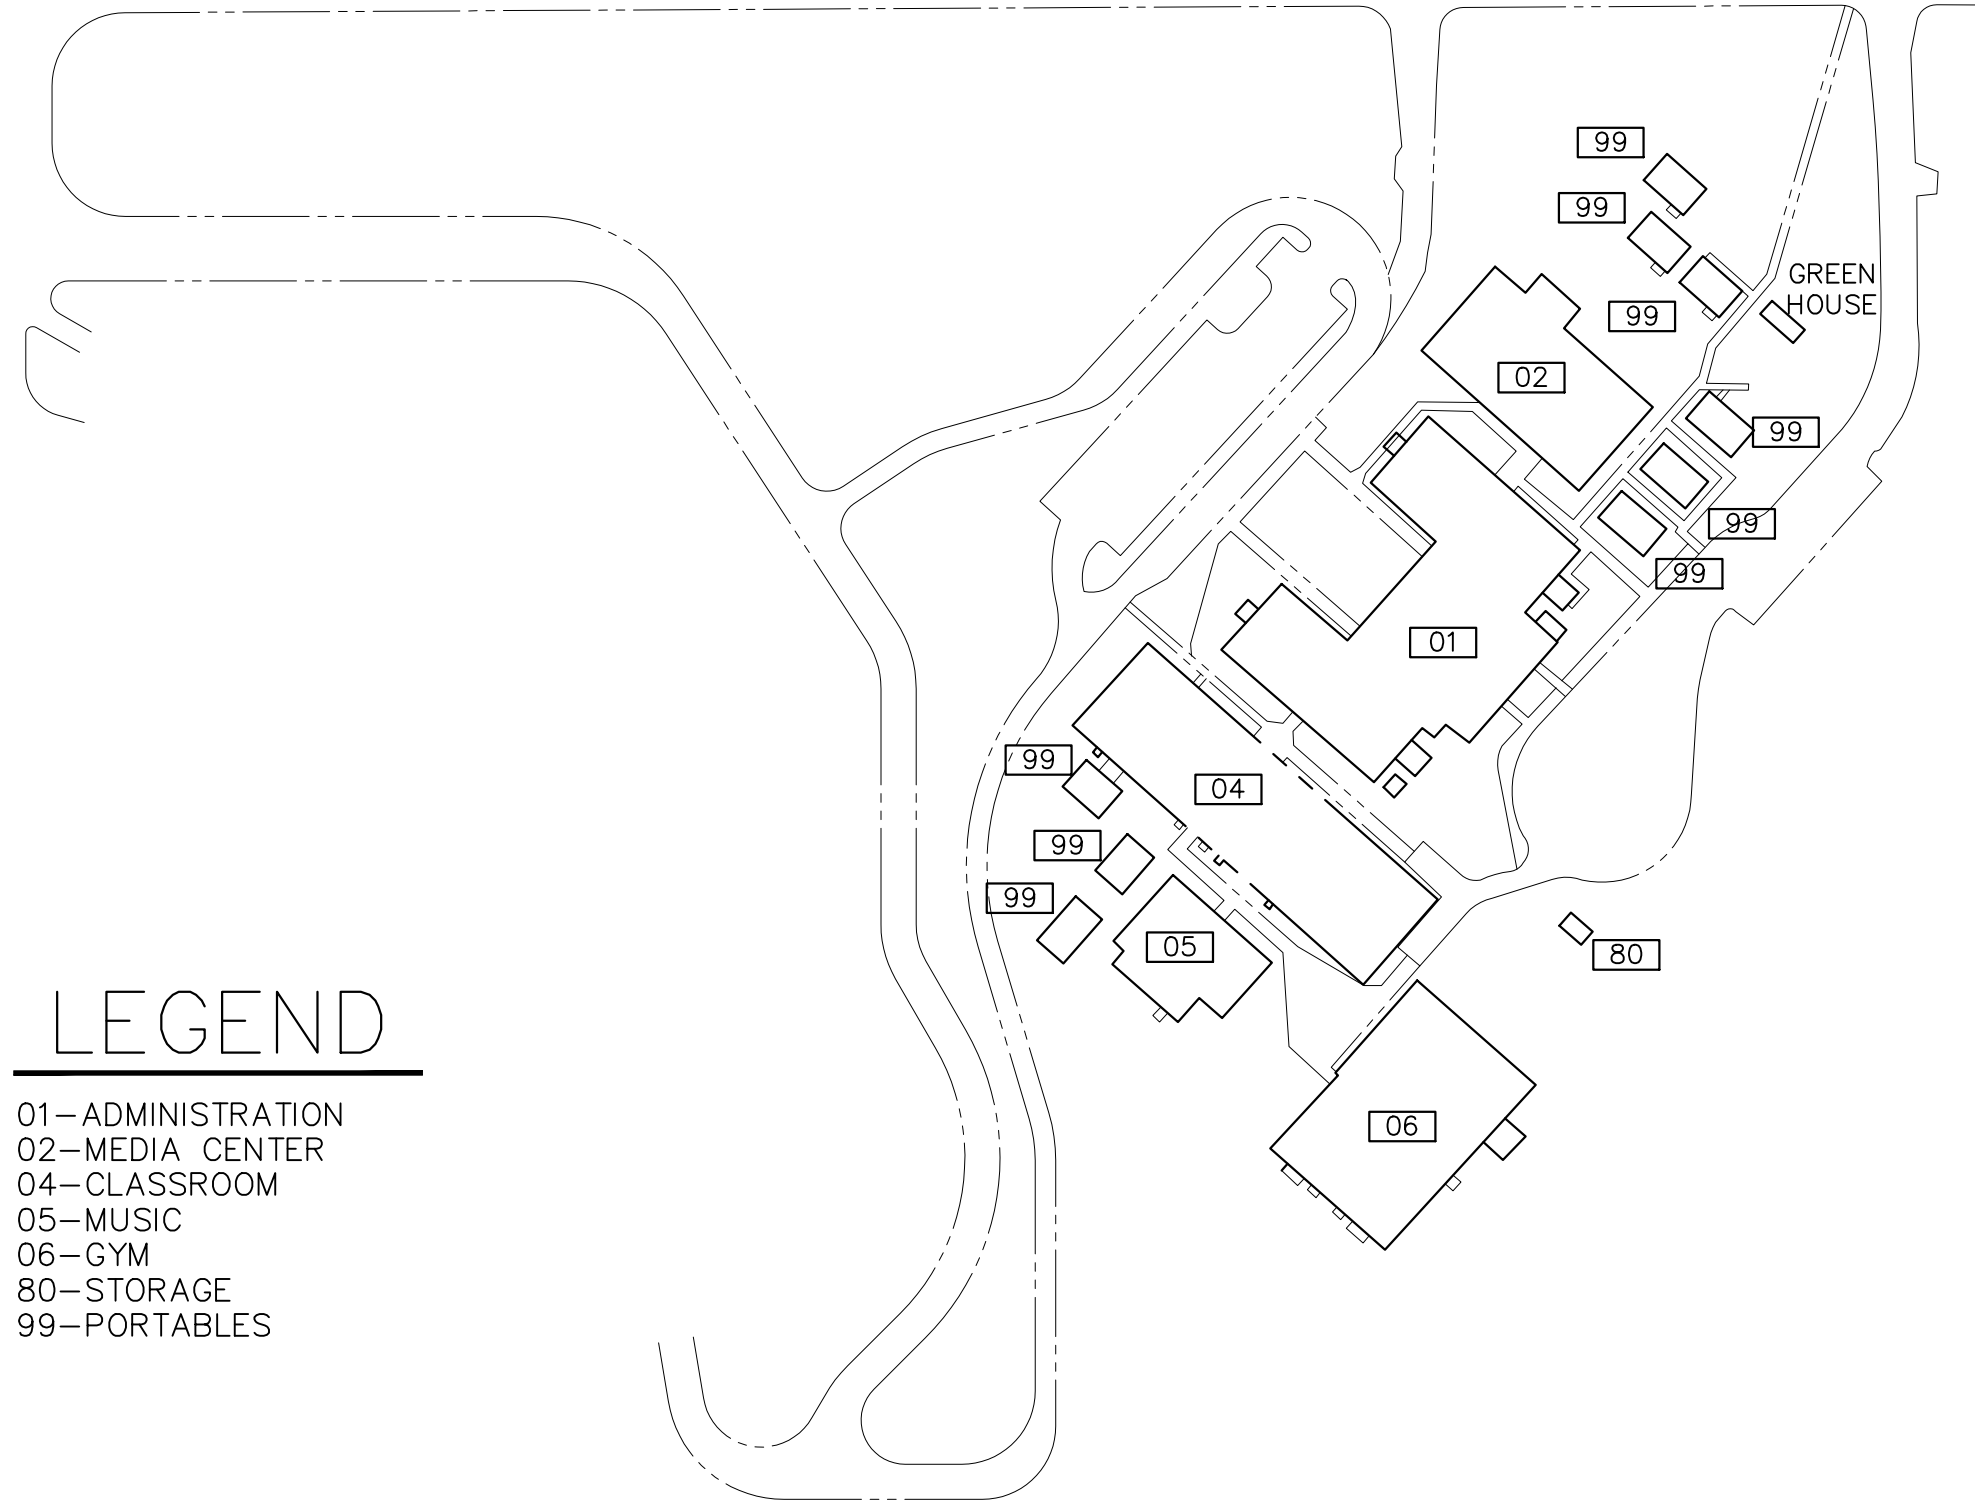 99
99
GREEN
HOUSE
99
02
99
99
99
01
99
04
99
99
05
80
LEGEND
01-ADMINISTRATION
02-MEDIA CENTER
04-CLASSROOM
05-MUSIC
06-GYM
80-STORAGE
99-PORTABLES
06